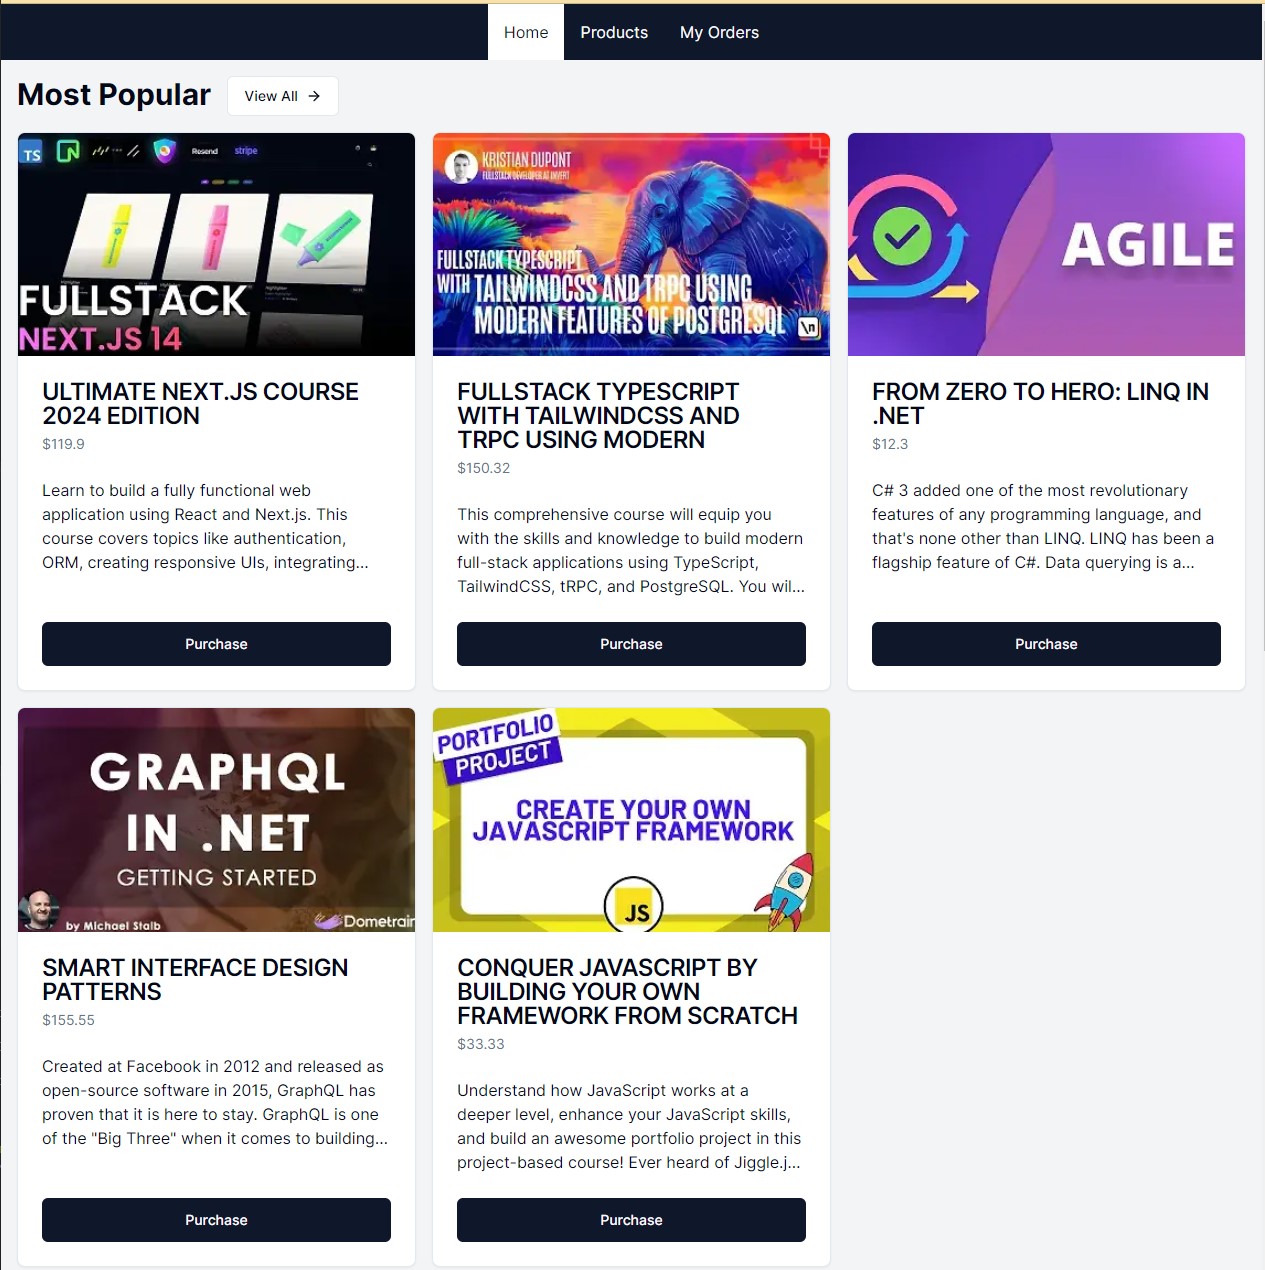 Home Products My Orders
Most Popular View All →
TS N Resend stripe
FULLSTACK
NEXT.JS 14
ULTIMATE NEXT.JS COURSE
2024 EDITION
$119.9
Learn to build a fully functional web
application using React and Next.js. This
course covers topics like authentication,
ORM, creating responsive UIs, integrating...
Purchase
KRISTIAN DUPONT
FULLSTACK DEVELOPER AT INVERT
FULLSTACK TYPESCRIPT
WITH TAILWINDCSS AND TRPC USING
MODERN FEATURES OF POSTGRESQL
\n
FULLSTACK TYPESCRIPT
WITH TAILWINDCSS AND
TRPC USING MODERN
$150.32
This comprehensive course will equip you
with the skills and knowledge to build modern
full-stack applications using TypeScript,
TailwindCSS, tRPC, and PostgreSQL. You wil...
Purchase
AGILE
FROM ZERO TO HERO: LINQ IN
.NET
$12.3
C# 3 added one of the most revolutionary
features of any programming language, and
that's none other than LINQ. LINQ has been a
flagship feature of C#. Data querying is a...
Purchase
GRAPHQL
IN .NET
GETTING STARTED
by Michael Staib
Dometrain
SMART INTERFACE DESIGN
PATTERNS
$155.55
Created at Facebook in 2012 and released as
open-source software in 2015, GraphQL has
proven that it is here to stay. GraphQL is one
of the "Big Three" when it comes to building...
Purchase
PORTFOLIO
PROJECT
CREATE YOUR OWN
JAVASCRIPT FRAMEWORK
JS
CONQUER JAVASCRIPT BY
BUILDING YOUR OWN
FRAMEWORK FROM SCRATCH
$33.33
Understand how JavaScript works at a
deeper level, enhance your JavaScript skills,
and build an awesome portfolio project in this
project-based course! Ever heard of Jiggle.j...
Purchase